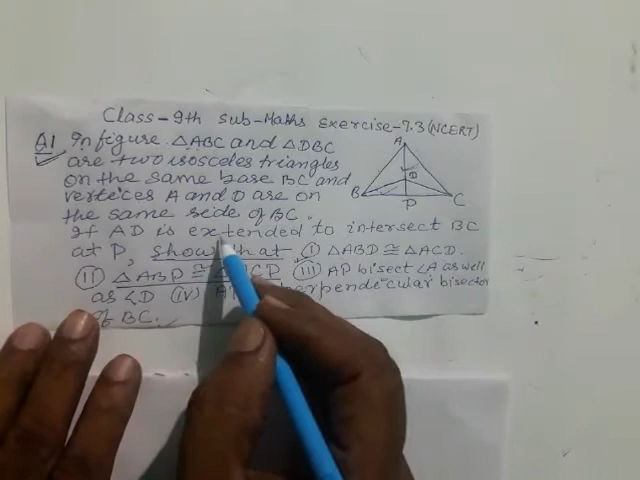 Class-9th sub-Maths exercise-7.3 (NCERT)
Q1 In figure. △ABC and △DBC
are two isosceles triangles
on the same base BC and
vertices A and D are on
the same side of BC.
If AD is extended to intersect BC
at P, show that (i) △ABD ≅ △ACD.
(ii) △ABP ≅ △ACP (iii) AP bisect ∠A as well
as ∠D (iv) AP perpendicular bisector
of BC.
A
D
B C
P